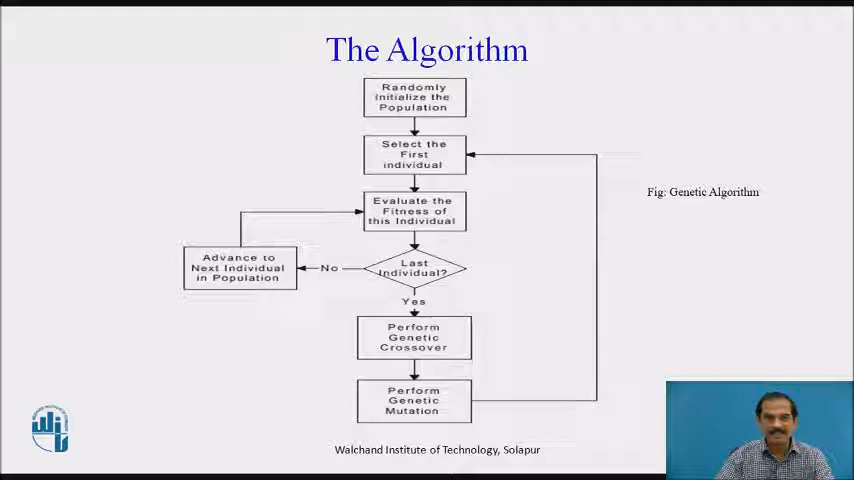 The Algorithm
Randomly
Initialize the
Population
Select the
First
individual
Fig: Genetic Algorithm
Evaluate the
Fitness of
this Individual
Advance to
Next Individual
in Population
No
Last
Individual?
Yes
Perform
Genetic
Crossover
Perform
Genetic
Mutation
Walchand Institute of Technology, Solapur